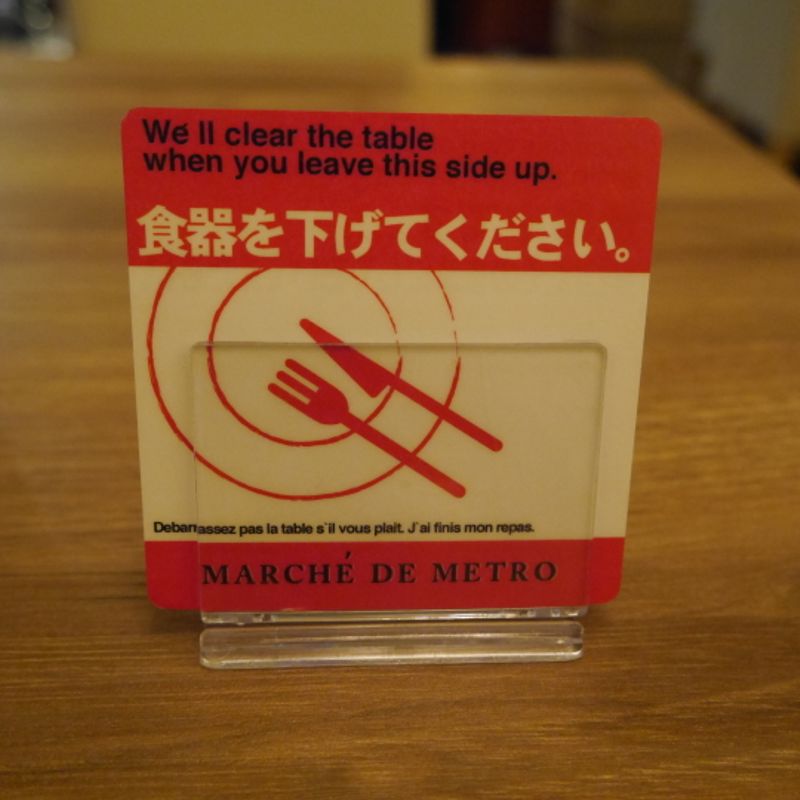 We´ll clear the table
when you leave this side up.
食器を下げてください。
Debarrassez pas la table s`il vous plait. J`ai finis mon repas.
MARCHÉ DE METRO